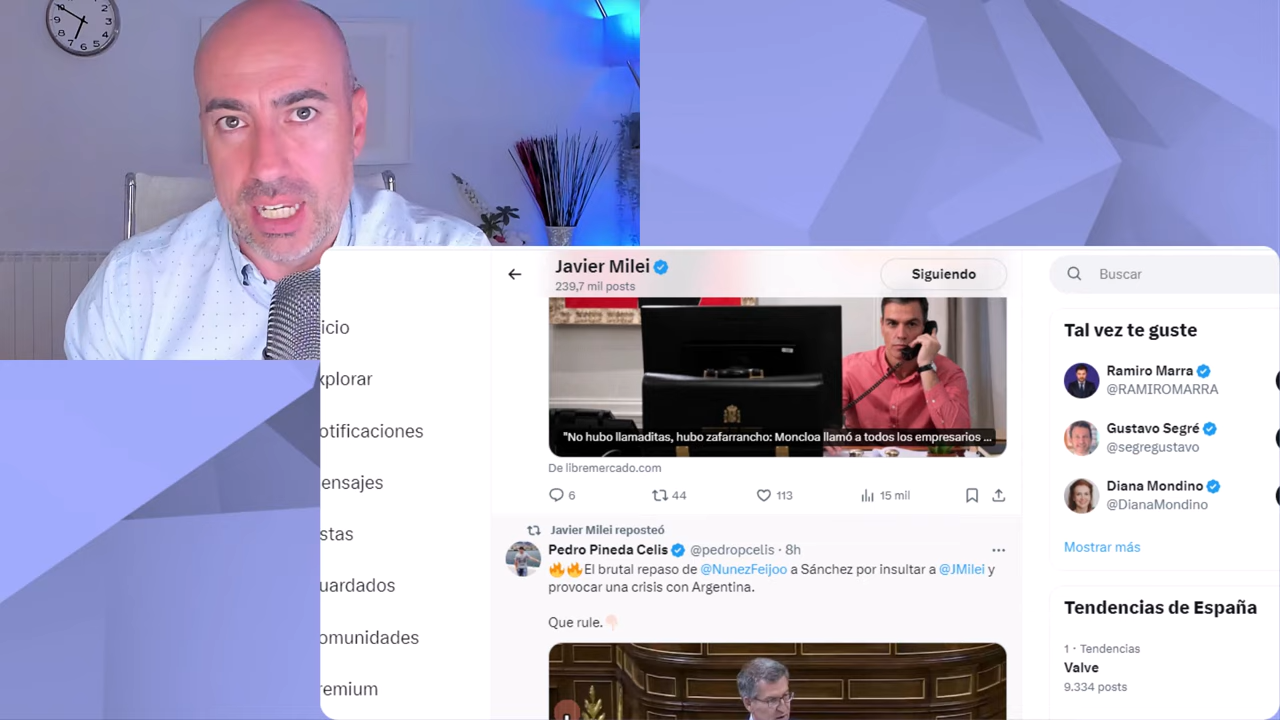 Javier Milei
239,7 mil posts
Siguiendo
Buscar
icio
xplorar
otificaciones
ensajes
stas
uardados
omunidades
remium
"No hubo llamaditas, hubo zafarrancho: Moncloa llamó a todos los empresarios ...
De libremercado.com
6
44
113
15 mil
Javier Milei reposteó
Pedro Pineda Celis @pedropcelis · 8h
🔥🔥El brutal repaso de @NunezFeijoo a Sánchez por insultar a @JMilei y
provocar una crisis con Argentina.
Que rule.👇🏻
Tal vez te guste
Ramiro Marra
@RAMIROMARRA
Gustavo Segré
@segregustavo
Diana Mondino
@DianaMondino
Mostrar más
Tendencias de España
1 · Tendencias
Valve
9.334 posts